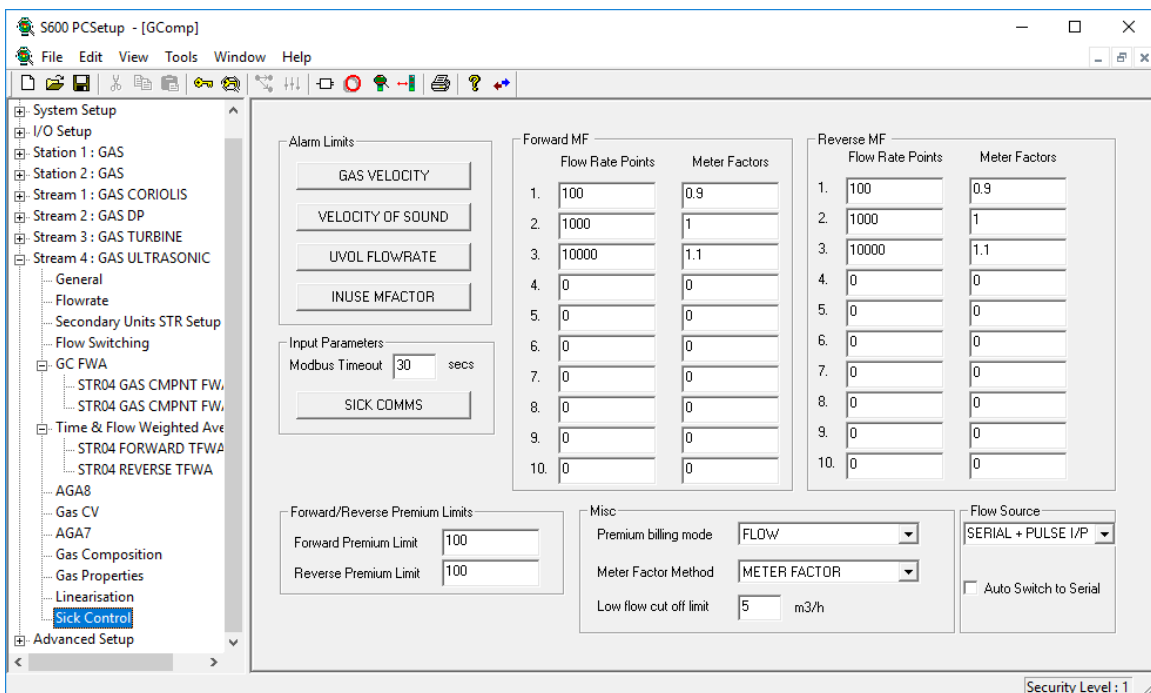 S600 PCSetup - [GComp]
File Edit View Tools Window Help
System Setup
I/O Setup
Station 1 : GAS
Station 2 : GAS
Stream 1 : GAS CORIOLIS
Stream 2 : GAS DP
Stream 3 : GAS TURBINE
Stream 4 : GAS ULTRASONIC
General
Flowrate
Secondary Units STR Setup
Flow Switching
GC FWA
STR04 GAS CMPNT FW
STR04 GAS CMPNT FW
Time & Flow Weighted Ave
STR04 FORWARD TFWA
STR04 REVERSE TFWA
AGA8
Gas CV
AGA7
Gas Composition
Gas Properties
Linearisation
Sick Control
Advanced Setup
Alarm Limits
GAS VELOCITY
VELOCITY OF SOUND
UVOL FLOWRATE
INUSE MFACTOR
Input Parameters
Modbus Timeout 30 secs
SICK COMMS
Forward MF
Flow Rate Points Meter Factors
1. 100 0.9
2. 1000 1
3. 10000 1.1
4. 0 0
5. 0 0
6. 0 0
7. 0 0
8. 0 0
9. 0 0
10. 0 0
Reverse MF
Flow Rate Points Meter Factors
1. 100 0.9
2. 1000 1
3. 10000 1.1
4. 0 0
5. 0 0
6. 0 0
7. 0 0
8. 0 0
9. 0 0
10. 0 0
Forward/Reverse Premium Limits
Forward Premium Limit 100
Reverse Premium Limit 100
Misc
Premium billing mode FLOW
Meter Factor Method METER FACTOR
Low flow cut off limit 5 m3/h
Flow Source
SERIAL + PULSE I/P
Auto Switch to Serial
Security Level : 1